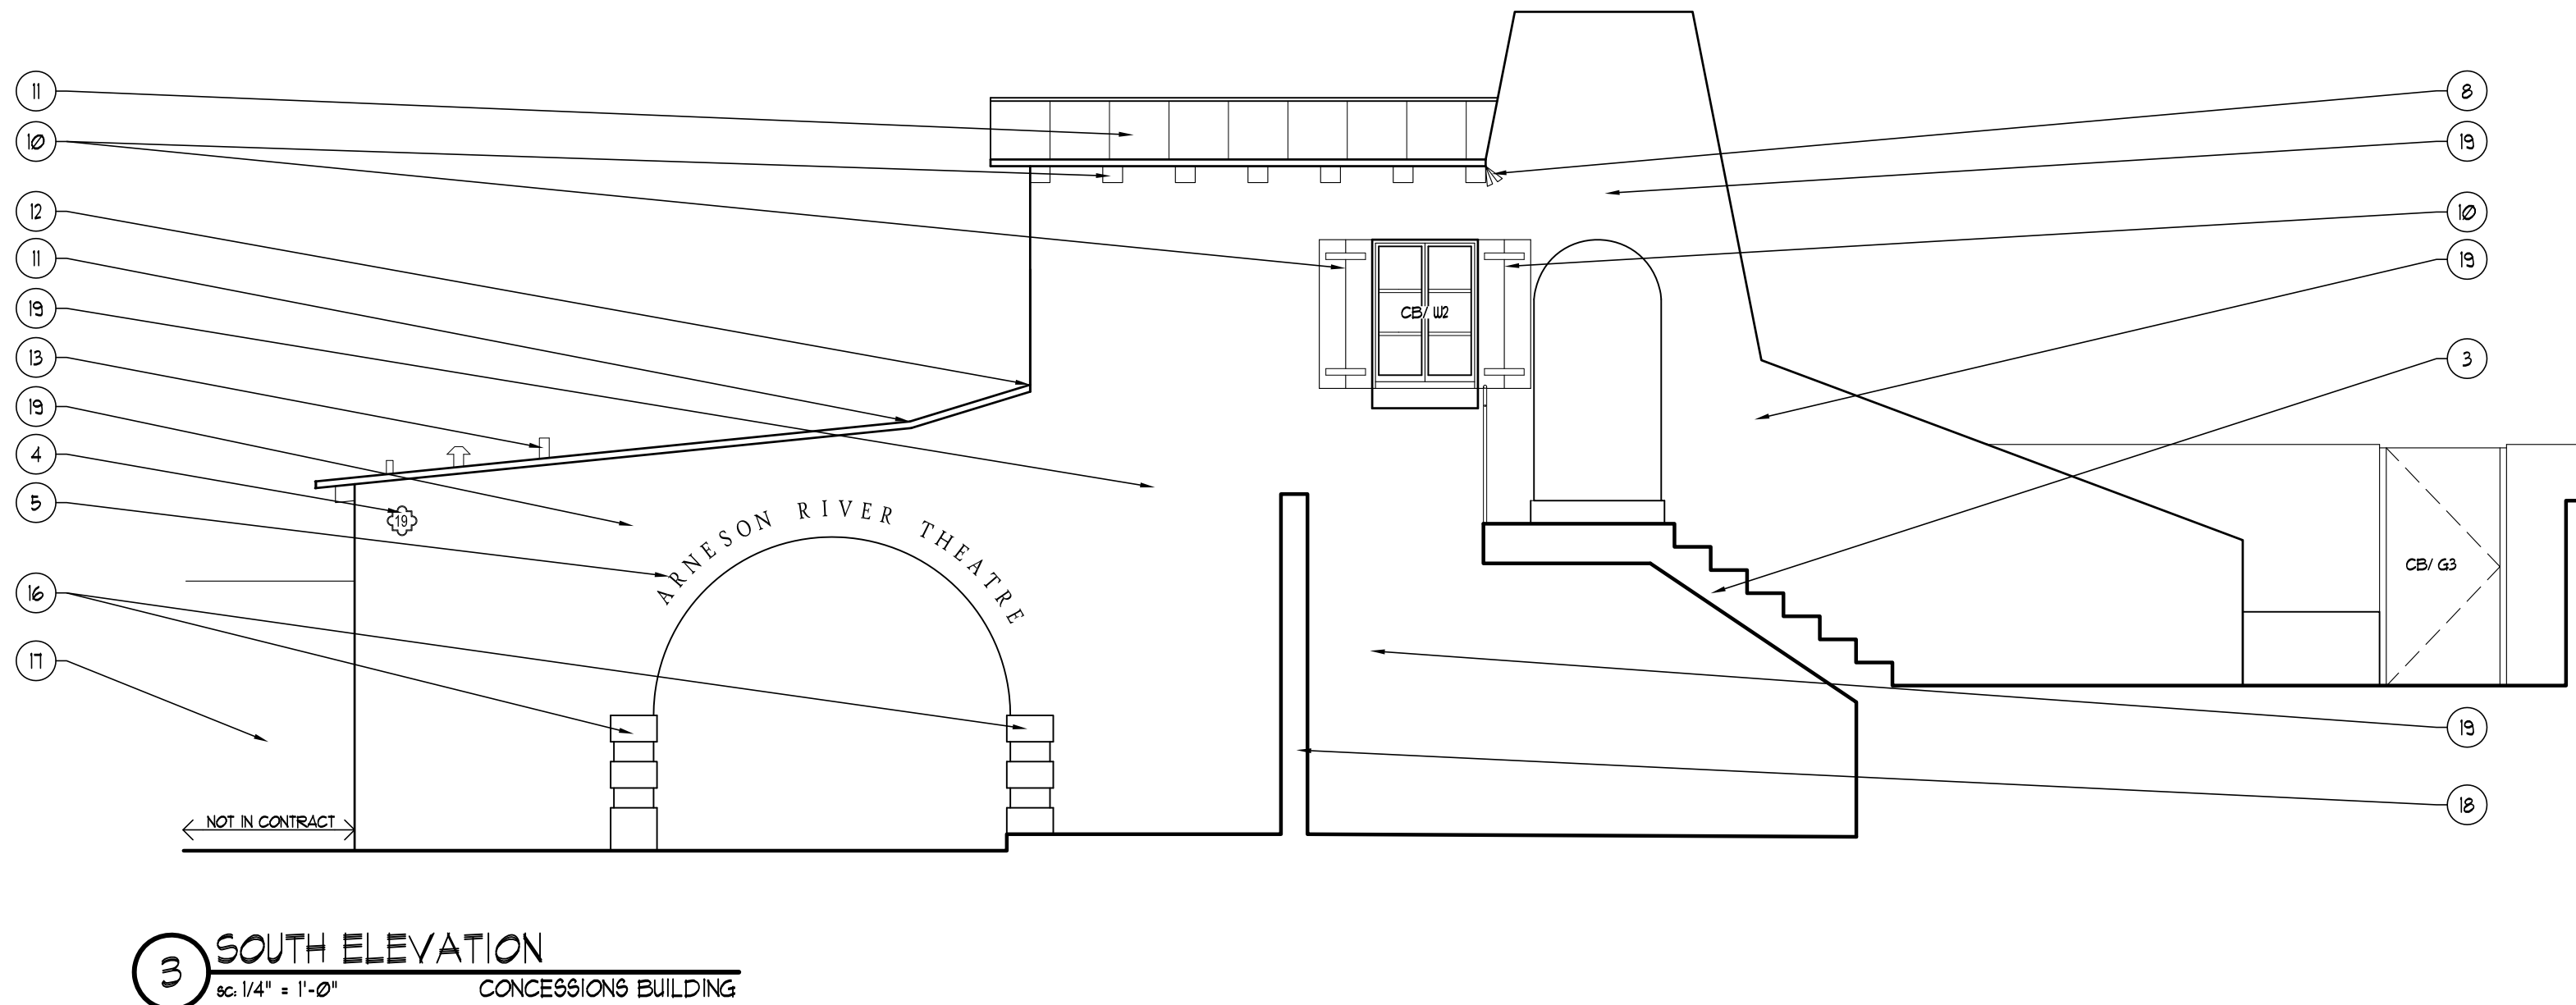 11
10
12
11
19
13
19
4
5
16
17
8
19
10
19
3
19
18
CB/ W2
19
ARNESON RIVER THEATRE
CB/ G3
NOT IN CONTRACT
3
SOUTH ELEVATION
SC: 1/4" = 1'-0"
CONCESSIONS BUILDING